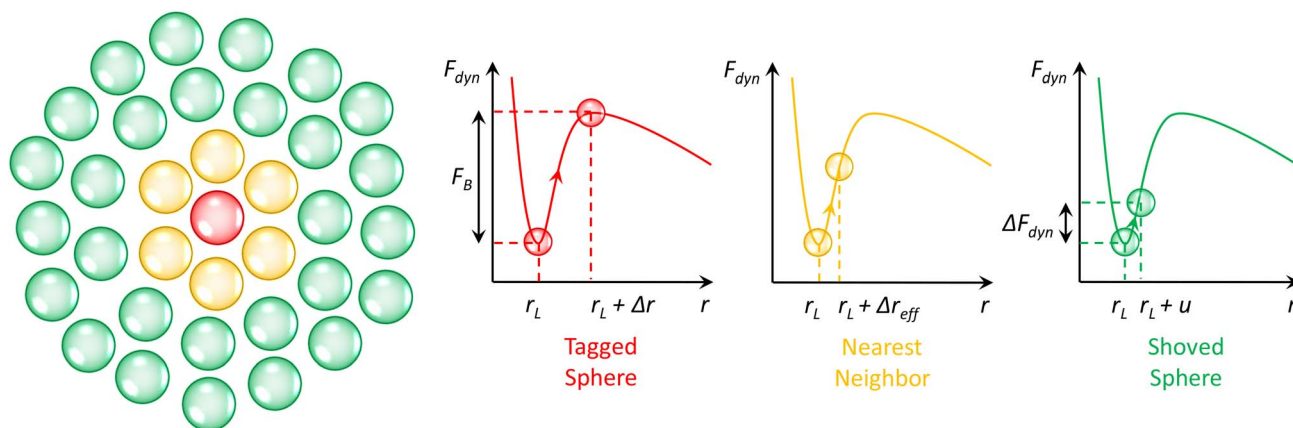 F_dyn
F_B
r_L
r_L + Δr
r
Tagged
Sphere
F_dyn
r_L
r_L + Δr_eff
r
Nearest
Neighbor
F_dyn
ΔF_dyn
r_L
r_L + u
r
Shoved
Sphere